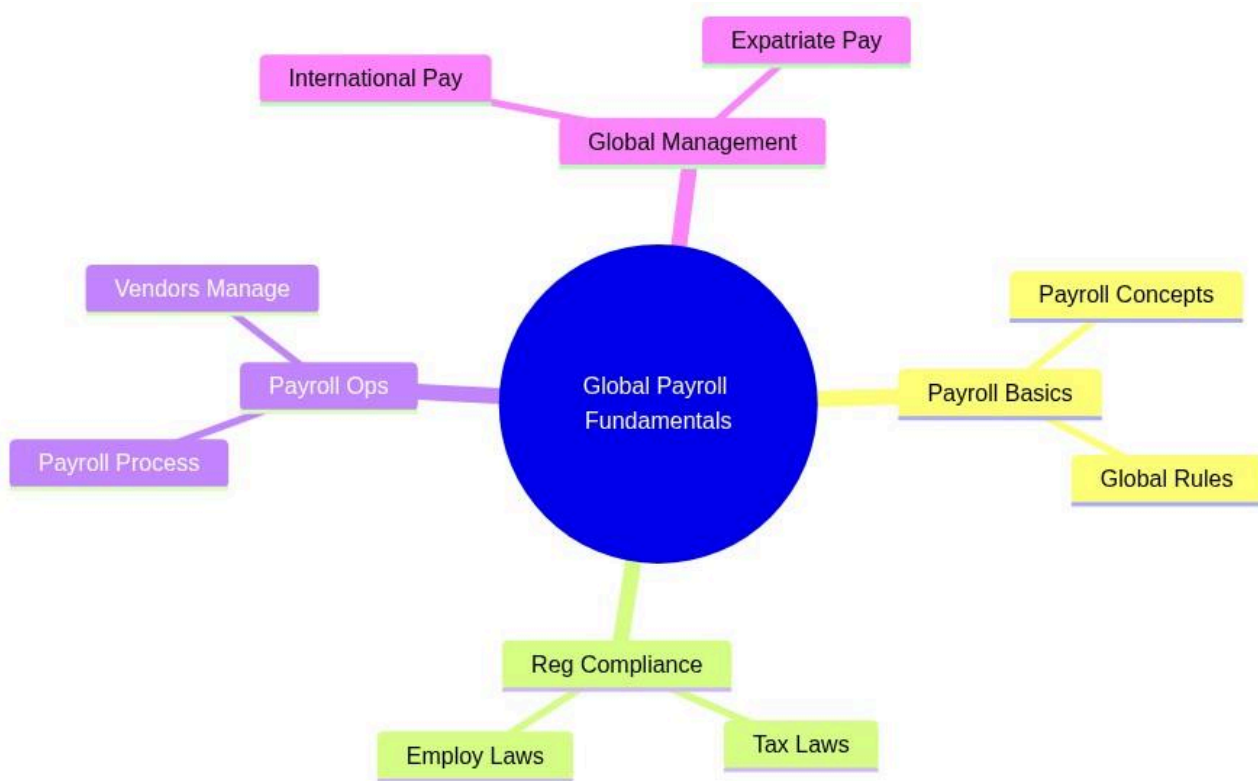 Expatriate Pay
International Pay
Global Management
Vendors Manage
Payroll Concepts
Payroll Ops
Global Payroll
Fundamentals
Payroll Basics
Payroll Process
Global Rules
Reg Compliance
Employ Laws
Tax Laws